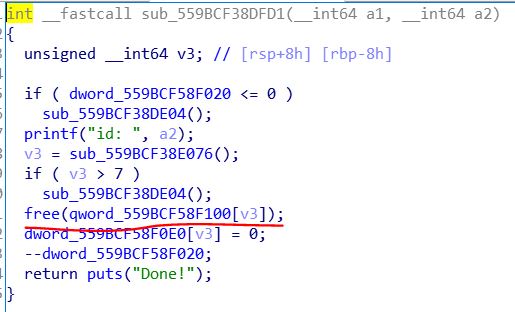 int __fastcall sub_559BCF38DFD1(__int64 a1, __int64 a2)
{
unsigned __int64 v3; // [rsp+8h] [rbp-8h]
if ( dword_559BCF58F020 <= 0 )
sub_559BCF38DE04();
printf("id: ", a2);
v3 = sub_559BCF38E076();
if ( v3 > 7 )
sub_559BCF38DE04();
free(qword_559BCF58F100[v3]);
dword_559BCF58F0E0[v3] = 0;
--dword_559BCF58F020;
return puts("Done!");
}